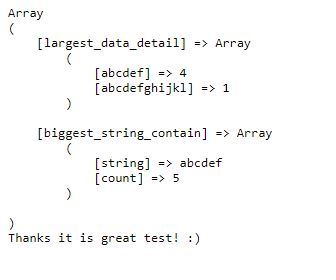 Array
(
    [largest_data_detail] => Array
        (
            [abcdef] => 4
            [abcdefghijkl] => 1
        )

    [biggest_string_contain] => Array
        (
            [string] => abcdef
            [count] => 5
        )

)
Thanks it is great test! :)